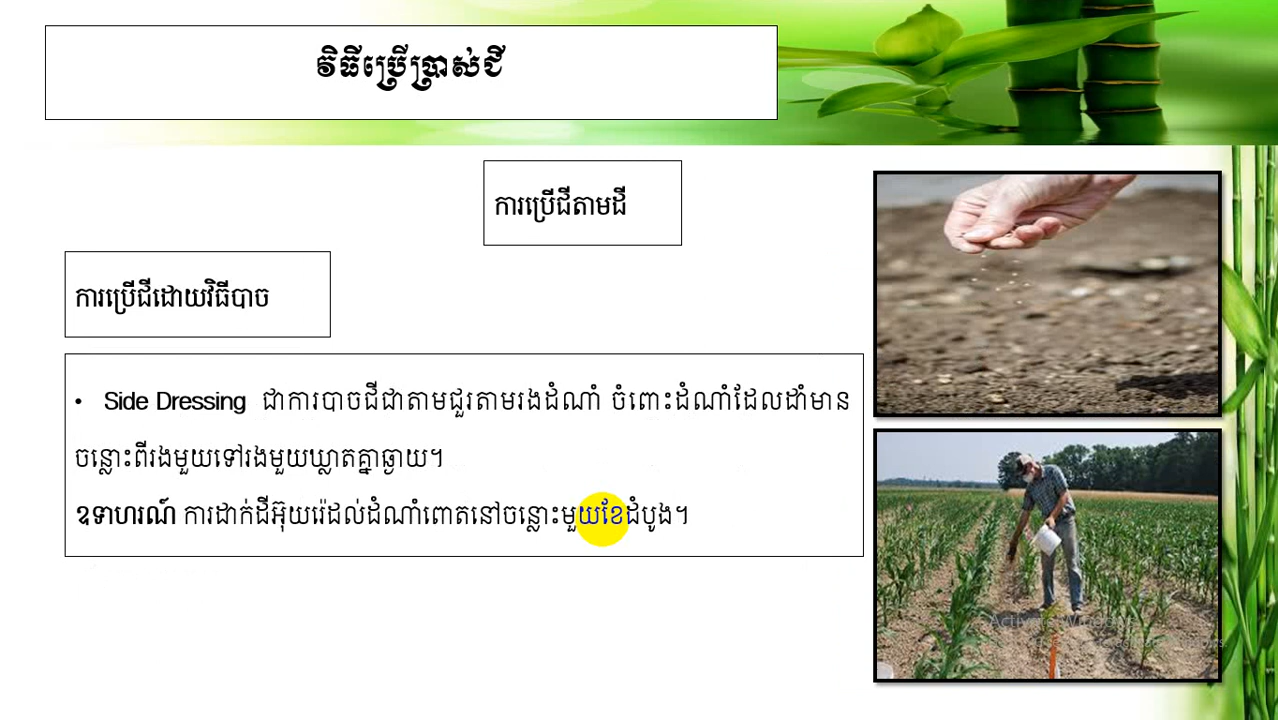 វិធីប្រើប្រាស់ជី
ការប្រើជីតាមដី
ការប្រើជីដោយវិធីបាច
• Side Dressing ជាការបាចជីជាតាមជួរតាមរងដំណាំ ចំពោះដំណាំដែលដាំមាន
ចន្លោះពីរងមួយទៅរងមួយឃ្លាតគ្នាឆ្ងាយ។
ឧទាហរណ៍ ការដាក់ដីអ៊ុយរ៉េដល់ដំណាំពោតនៅចន្លោះមួយខែដំបូង។
Activate Windows